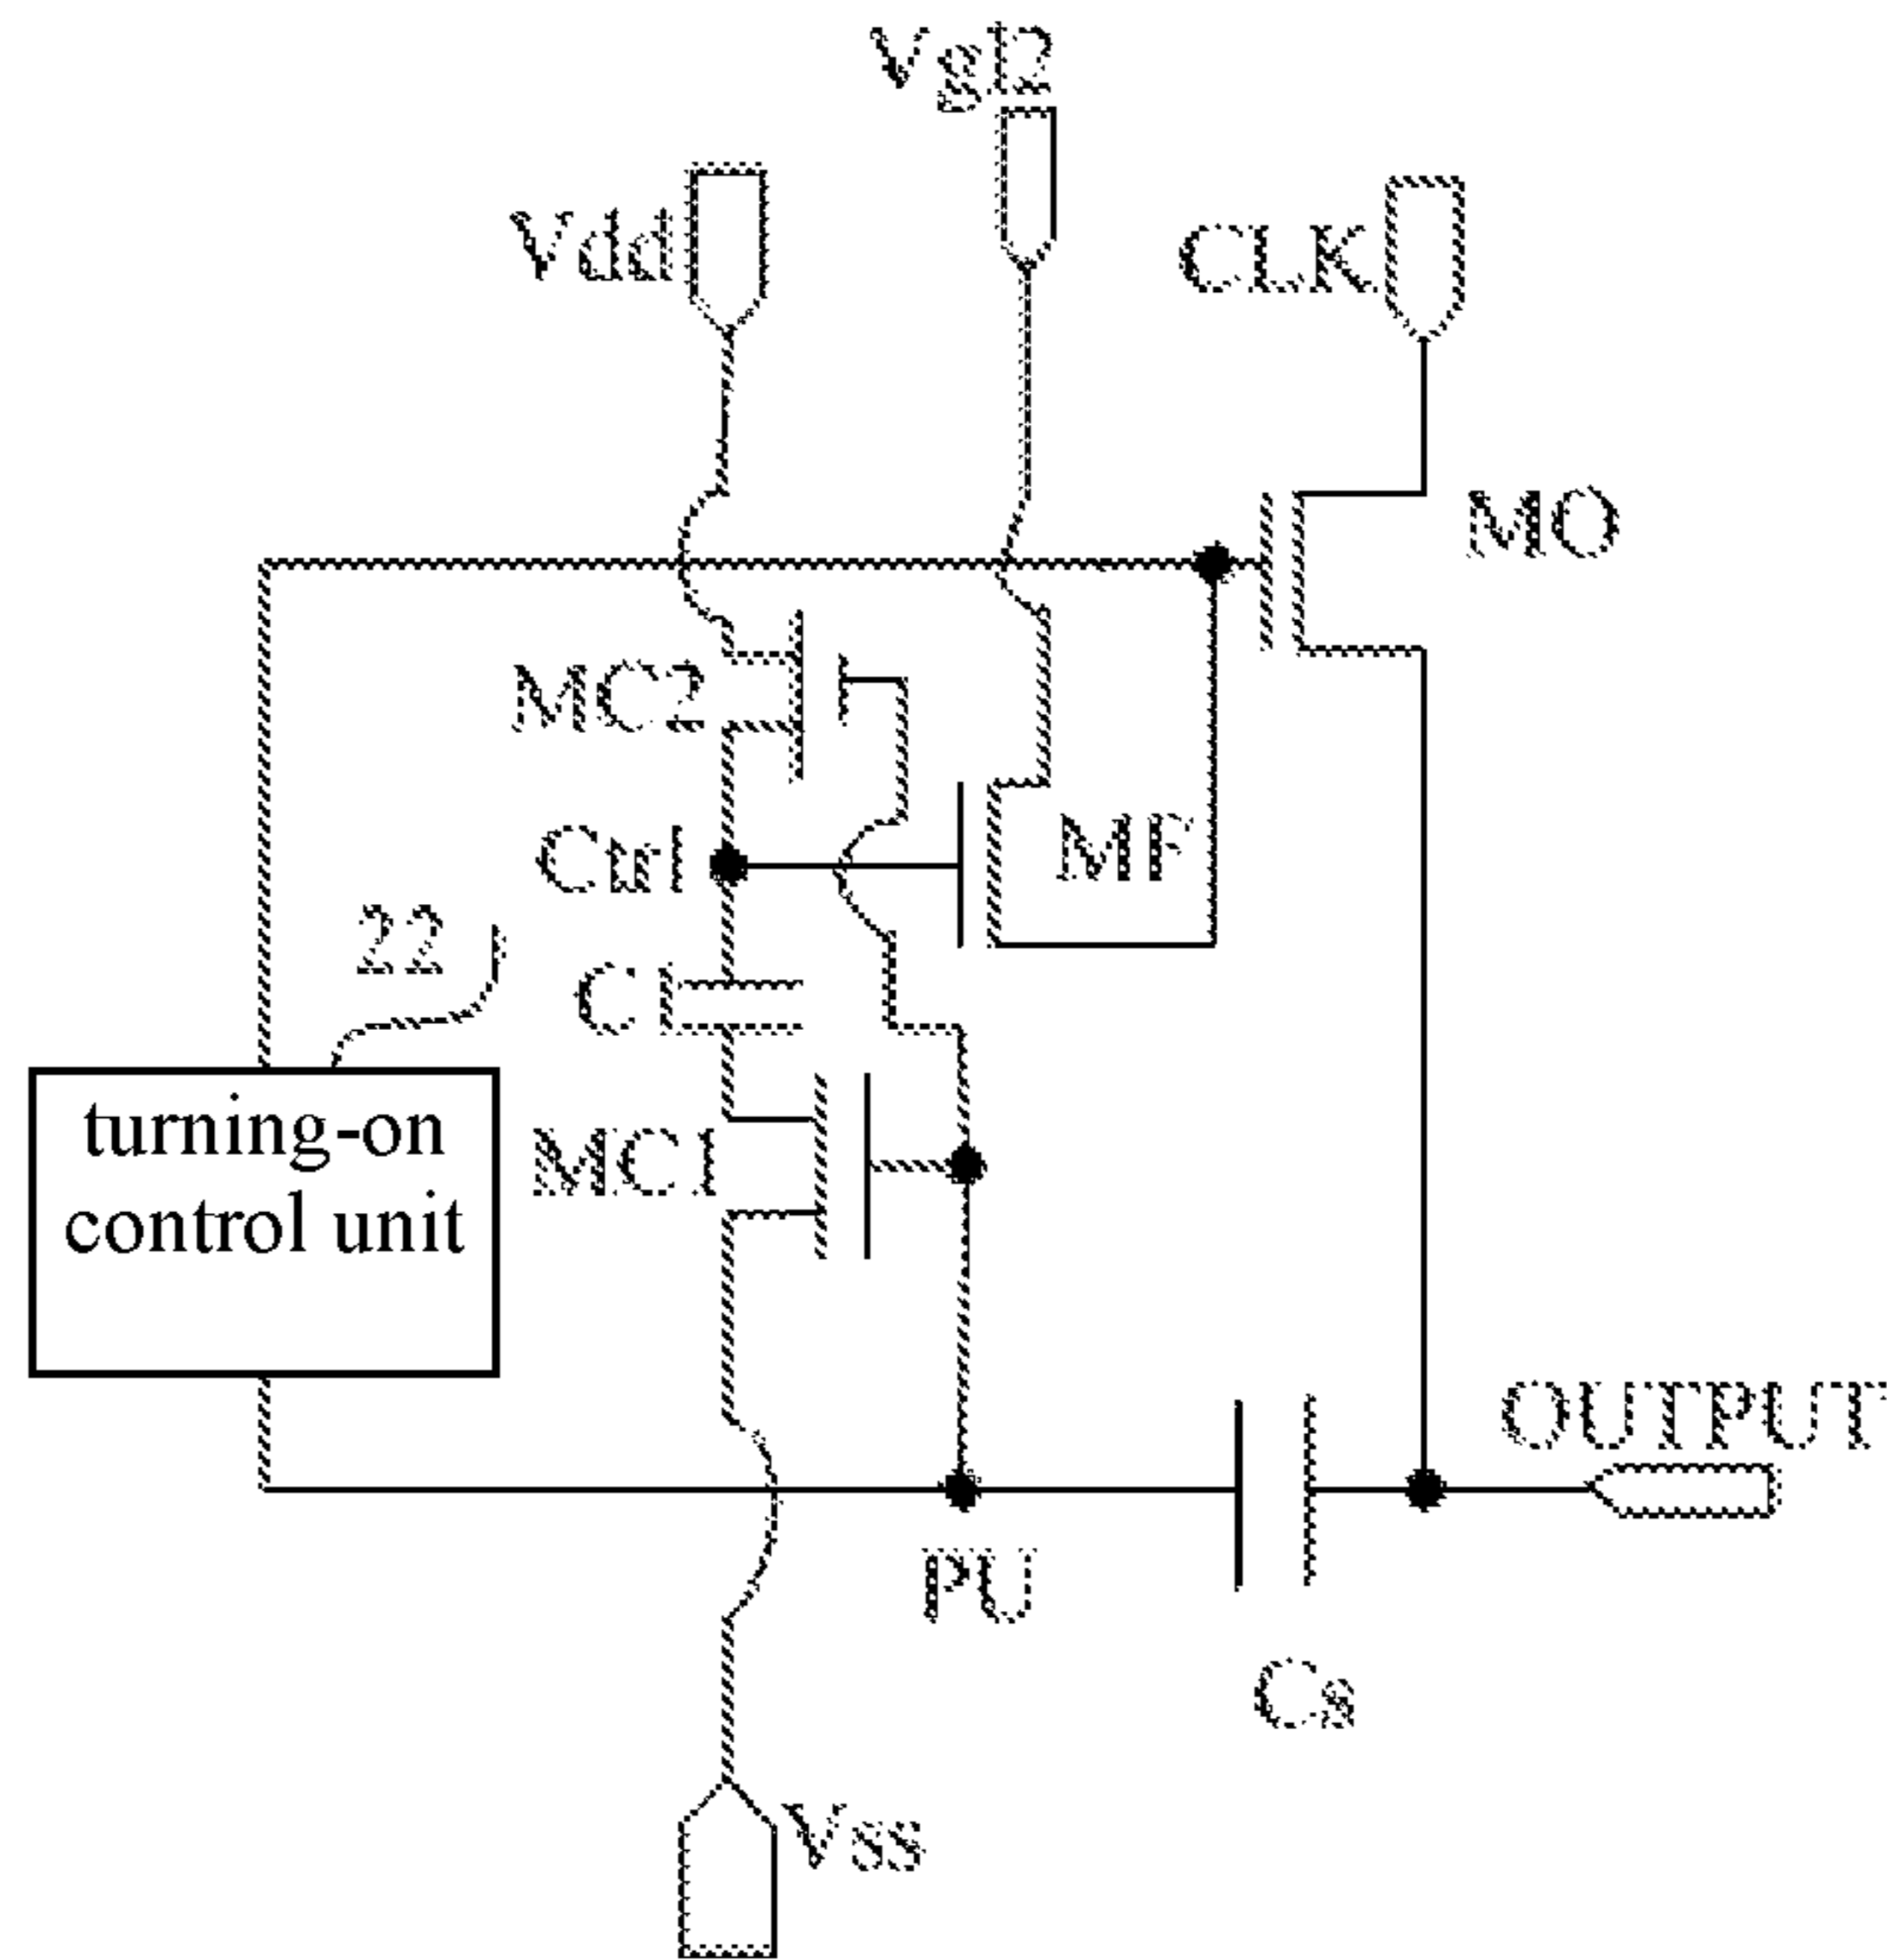 Vgl2
Vdd
CLK
MO
MC2
MF
Ctrl
22
C1
turning-on
control unit
MC1
OUTPUT
PU
Cs
Vss